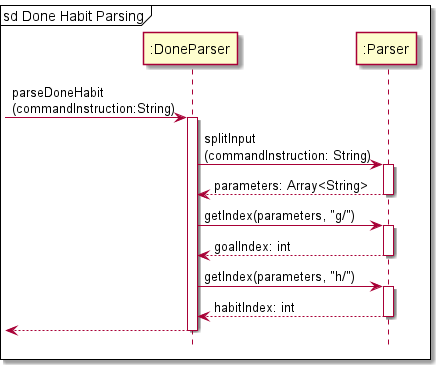 sd Done Habit Parsing
:DoneParser
:Parser
parseDoneHabit
(commandInstruction:String)
splitInput
(commandInstruction: String)
parameters: Array<String>
getIndex(parameters, "g/")
goalIndex: int
getIndex(parameters, "h/")
habitIndex: int